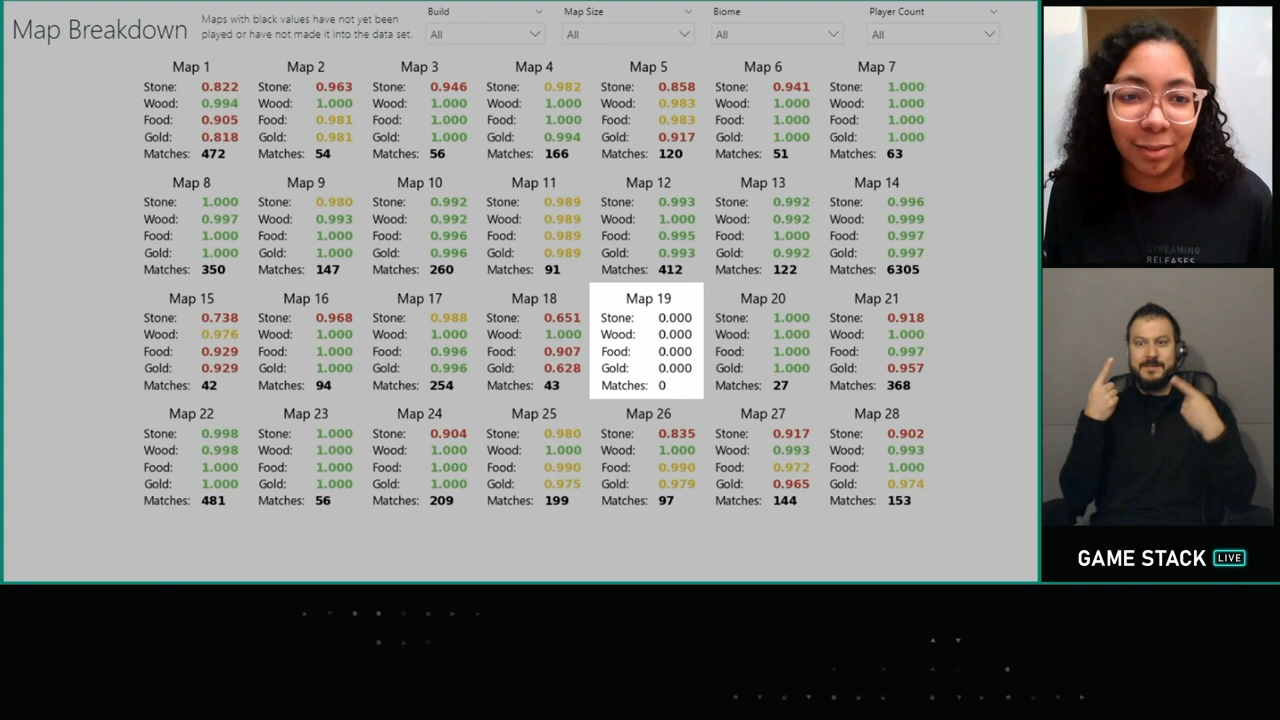 Map Breakdown
Maps with black values have not yet been
played or have not made it into the data set.
Build Map Size Biome Player Count
All All All All
Map 1 Map 2 Map 3 Map 4 Map 5 Map 6 Map 7
Stone: 0.822 Stone: 0.963 Stone: 0.946 Stone: 0.982 Stone: 0.858 Stone: 0.941 Stone: 1.000
Wood: 0.994 Wood: 1.000 Wood: 1.000 Wood: 1.000 Wood: 0.983 Wood: 1.000 Wood: 1.000
Food: 0.905 Food: 0.981 Food: 1.000 Food: 1.000 Food: 0.983 Food: 1.000 Food: 1.000
Gold: 0.818 Gold: 0.981 Gold: 1.000 Gold: 0.994 Gold: 0.917 Gold: 1.000 Gold: 1.000
Matches: 472 Matches: 54 Matches: 56 Matches: 166 Matches: 120 Matches: 51 Matches: 63
Map 8 Map 9 Map 10 Map 11 Map 12 Map 13 Map 14
Stone: 1.000 Stone: 0.980 Stone: 0.992 Stone: 0.989 Stone: 0.993 Stone: 0.992 Stone: 0.996
Wood: 0.997 Wood: 0.993 Wood: 0.992 Wood: 0.989 Wood: 1.000 Wood: 0.992 Wood: 0.999
Food: 1.000 Food: 1.000 Food: 0.996 Food: 0.989 Food: 0.995 Food: 1.000 Food: 0.997
Gold: 1.000 Gold: 1.000 Gold: 0.996 Gold: 0.989 Gold: 0.993 Gold: 0.992 Gold: 0.997
Matches: 350 Matches: 147 Matches: 260 Matches: 91 Matches: 412 Matches: 122 Matches: 6305
Map 15 Map 16 Map 17 Map 18 Map 19 Map 20 Map 21
Stone: 0.738 Stone: 0.968 Stone: 0.988 Stone: 0.651 Stone: 0.000 Stone: 1.000 Stone: 0.918
Wood: 0.976 Wood: 1.000 Wood: 1.000 Wood: 1.000 Wood: 0.000 Wood: 1.000 Wood: 1.000
Food: 0.929 Food: 1.000 Food: 0.996 Food: 0.907 Food: 0.000 Food: 1.000 Food: 0.997
Gold: 0.929 Gold: 1.000 Gold: 0.996 Gold: 0.628 Gold: 0.000 Gold: 1.000 Gold: 0.957
Matches: 42 Matches: 94 Matches: 254 Matches: 43 Matches: 0 Matches: 27 Matches: 368
Map 22 Map 23 Map 24 Map 25 Map 26 Map 27 Map 28
Stone: 0.998 Stone: 1.000 Stone: 0.904 Stone: 0.980 Stone: 0.835 Stone: 0.917 Stone: 0.902
Wood: 0.998 Wood: 1.000 Wood: 1.000 Wood: 1.000 Wood: 1.000 Wood: 0.993 Wood: 0.993
Food: 1.000 Food: 1.000 Food: 1.000 Food: 0.990 Food: 0.990 Food: 0.972 Food: 1.000
Gold: 1.000 Gold: 1.000 Gold: 1.000 Gold: 0.975 Gold: 0.979 Gold: 0.965 Gold: 0.974
Matches: 481 Matches: 56 Matches: 209 Matches: 199 Matches: 97 Matches: 144 Matches: 153
STREAMING
RELEASES
GAME STACK LIVE